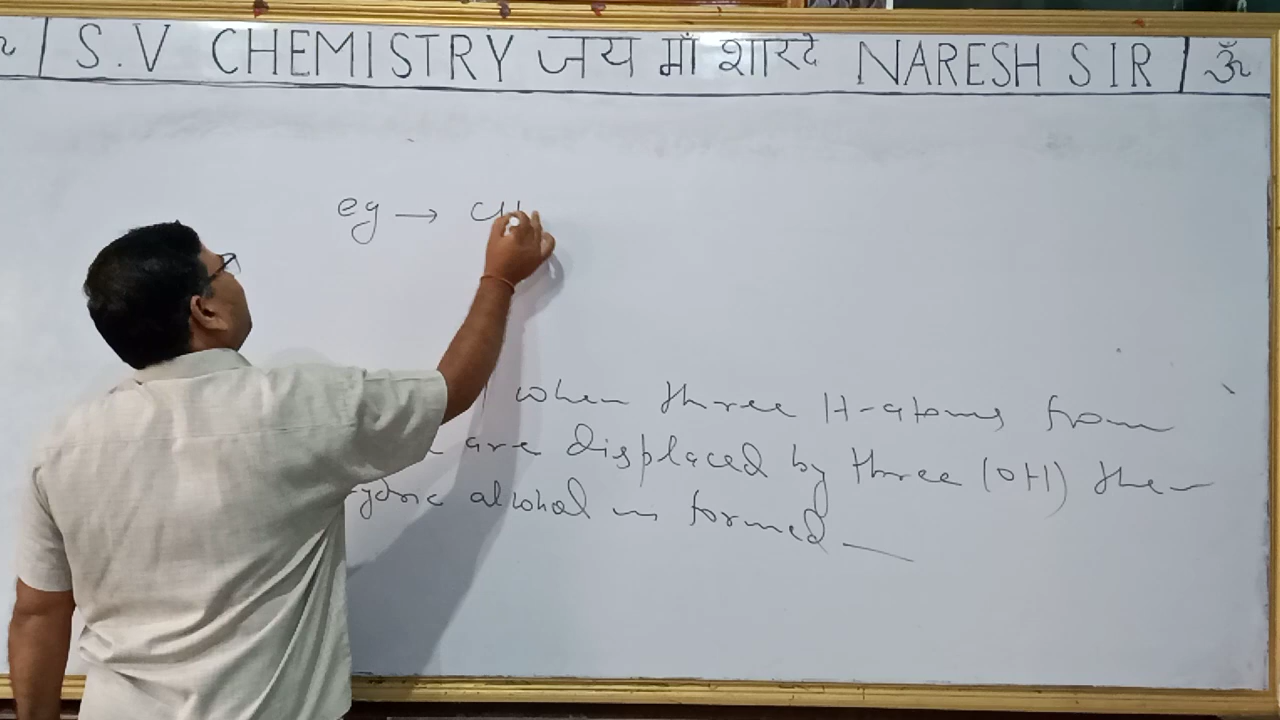 S.V CHEMISTRY जय माँ शारदे NARESH SIR | ॐ
eg → CH
when three H-atoms from
are displaced by three (OH) then
alcohol is formed